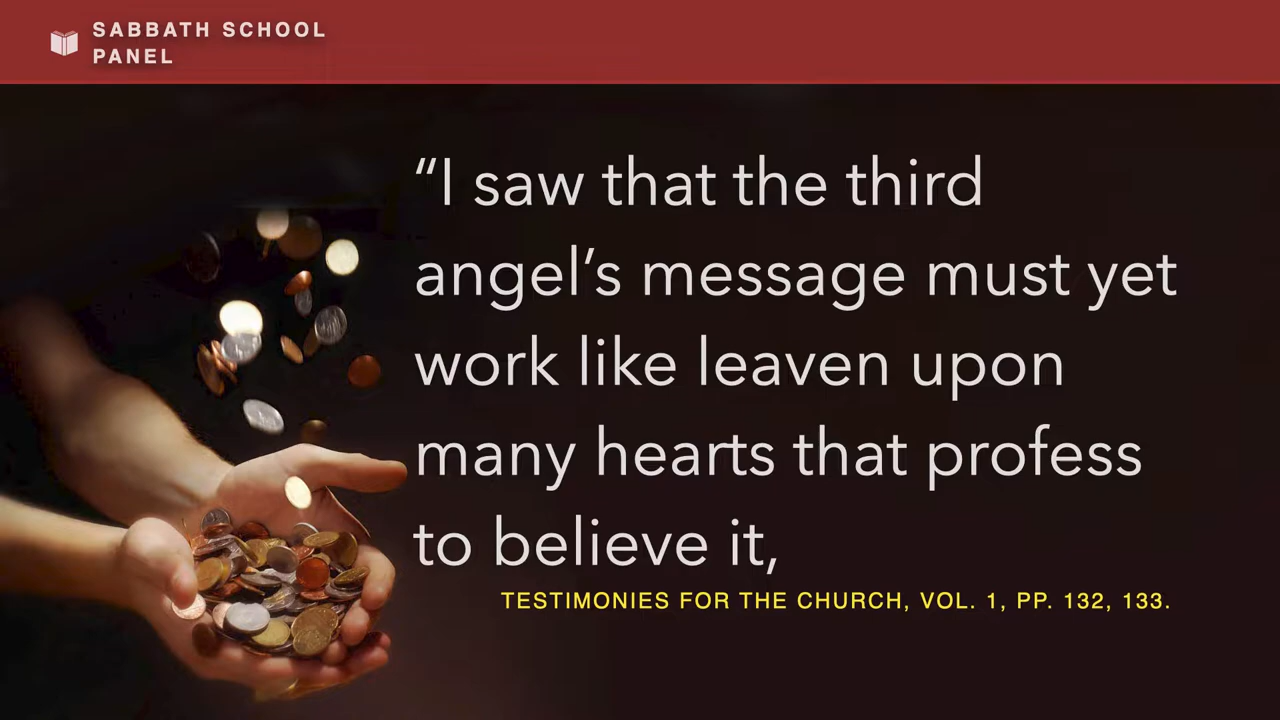 SABBATH SCHOOL
PANEL
“I saw that the third
angel’s message must yet
work like leaven upon
many hearts that profess
to believe it,
TESTIMONIES FOR THE CHURCH, VOL. 1, PP. 132, 133.